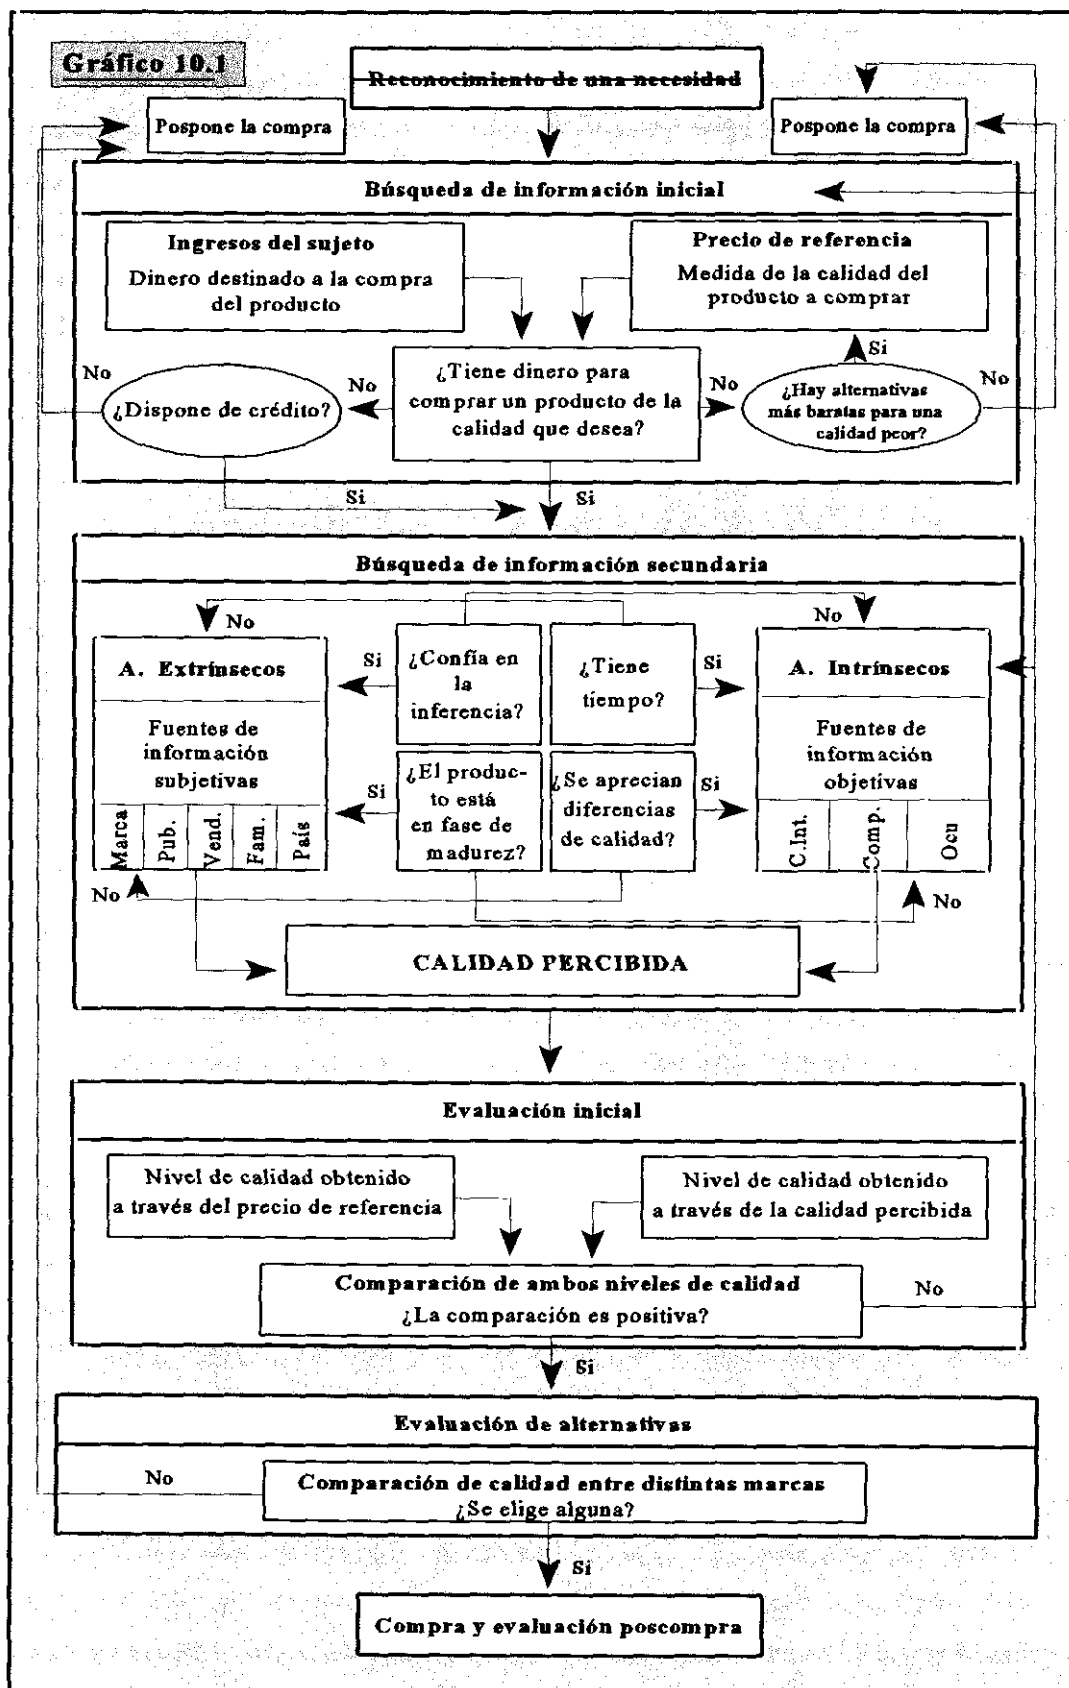 Gráfico 10.1
Reconocimiento de una necesidad
Pospone la compra
Pospone la compra
Búsqueda de información inicial
Ingresos del sujeto
Dinero destinado a la compra
del producto
Precio de referencia
Medida de la calidad del
producto a comprar
No
¿Dispone de crédito?
No
¿Tiene dinero para
comprar un producto de la
calidad que desea?
No
Si
¿Hay alternativas
más baratas para una
calidad peor?
No
Si
Si
Búsqueda de información secundaria
No
No
A. Extrínsecos
Fuentes de
información
subjetivas
Marca
Pub.
Vend.
Fam.
País
Si
¿Confía en
la
inferencia?
¿Tiene
tiempo?
Si
A. Intrínsecos
Fuentes de
información
objetivas
C.Int.
Comp.
Ocu
Si
¿El produc-
to está
en fase de
madurez?
¿Se aprecian
diferencias
de calidad?
Si
No
No
CALIDAD PERCIBIDA
Evaluación inicial
Nivel de calidad obtenido
a través del precio de referencia
Nivel de calidad obtenido
a través de la calidad percibida
Comparación de ambos niveles de calidad
¿La comparación es positiva?
No
Si
Evaluación de alternativas
No
Comparación de calidad entre distintas marcas
¿Se elige alguna?
Si
Compra y evaluación poscompra